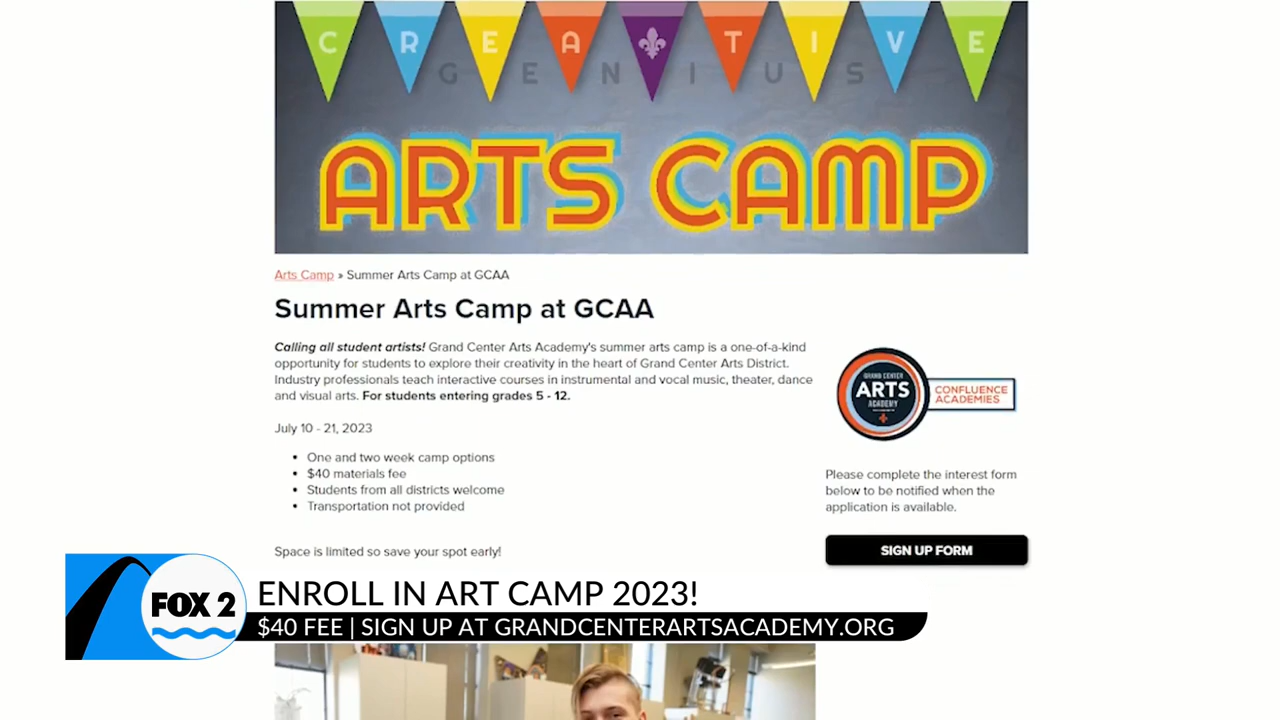 CREATIVE
GENIUS
ARTS CAMP
Arts Camp » Summer Arts Camp at GCAA
Summer Arts Camp at GCAA
Calling all student artists! Grand Center Arts Academy's summer arts camp is a one-of-a-kind
opportunity for students to explore their creativity in the heart of Grand Center Arts District.
Industry professionals teach interactive courses in instrumental and vocal music, theater, dance
and visual arts. For students entering grades 5 - 12.
July 10 - 21, 2023
• One and two week camp options
• $40 materials fee
• Students from all districts welcome
• Transportation not provided
Space is limited so save your spot early!
GRAND CENTER
ARTS
ACADEMY
CONFLUENCE
ACADEMIES
Please complete the interest form
below to be notified when the
application is available.
SIGN UP FORM
FOX 2
ENROLL IN ART CAMP 2023!
$40 FEE | SIGN UP AT GRANDCENTERARTSACADEMY.ORG